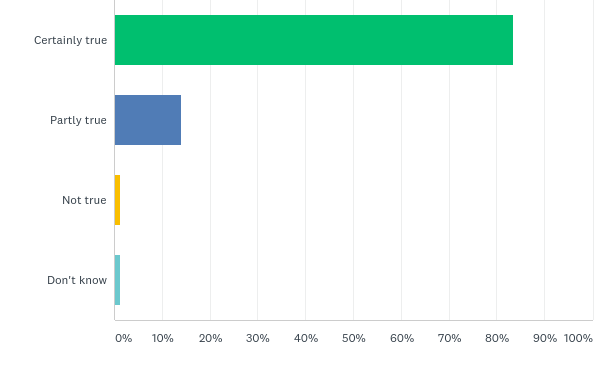 Certainly true
Partly true
Not true
Don't know
0% 10% 20% 30% 40% 50% 60% 70% 80% 90% 100%